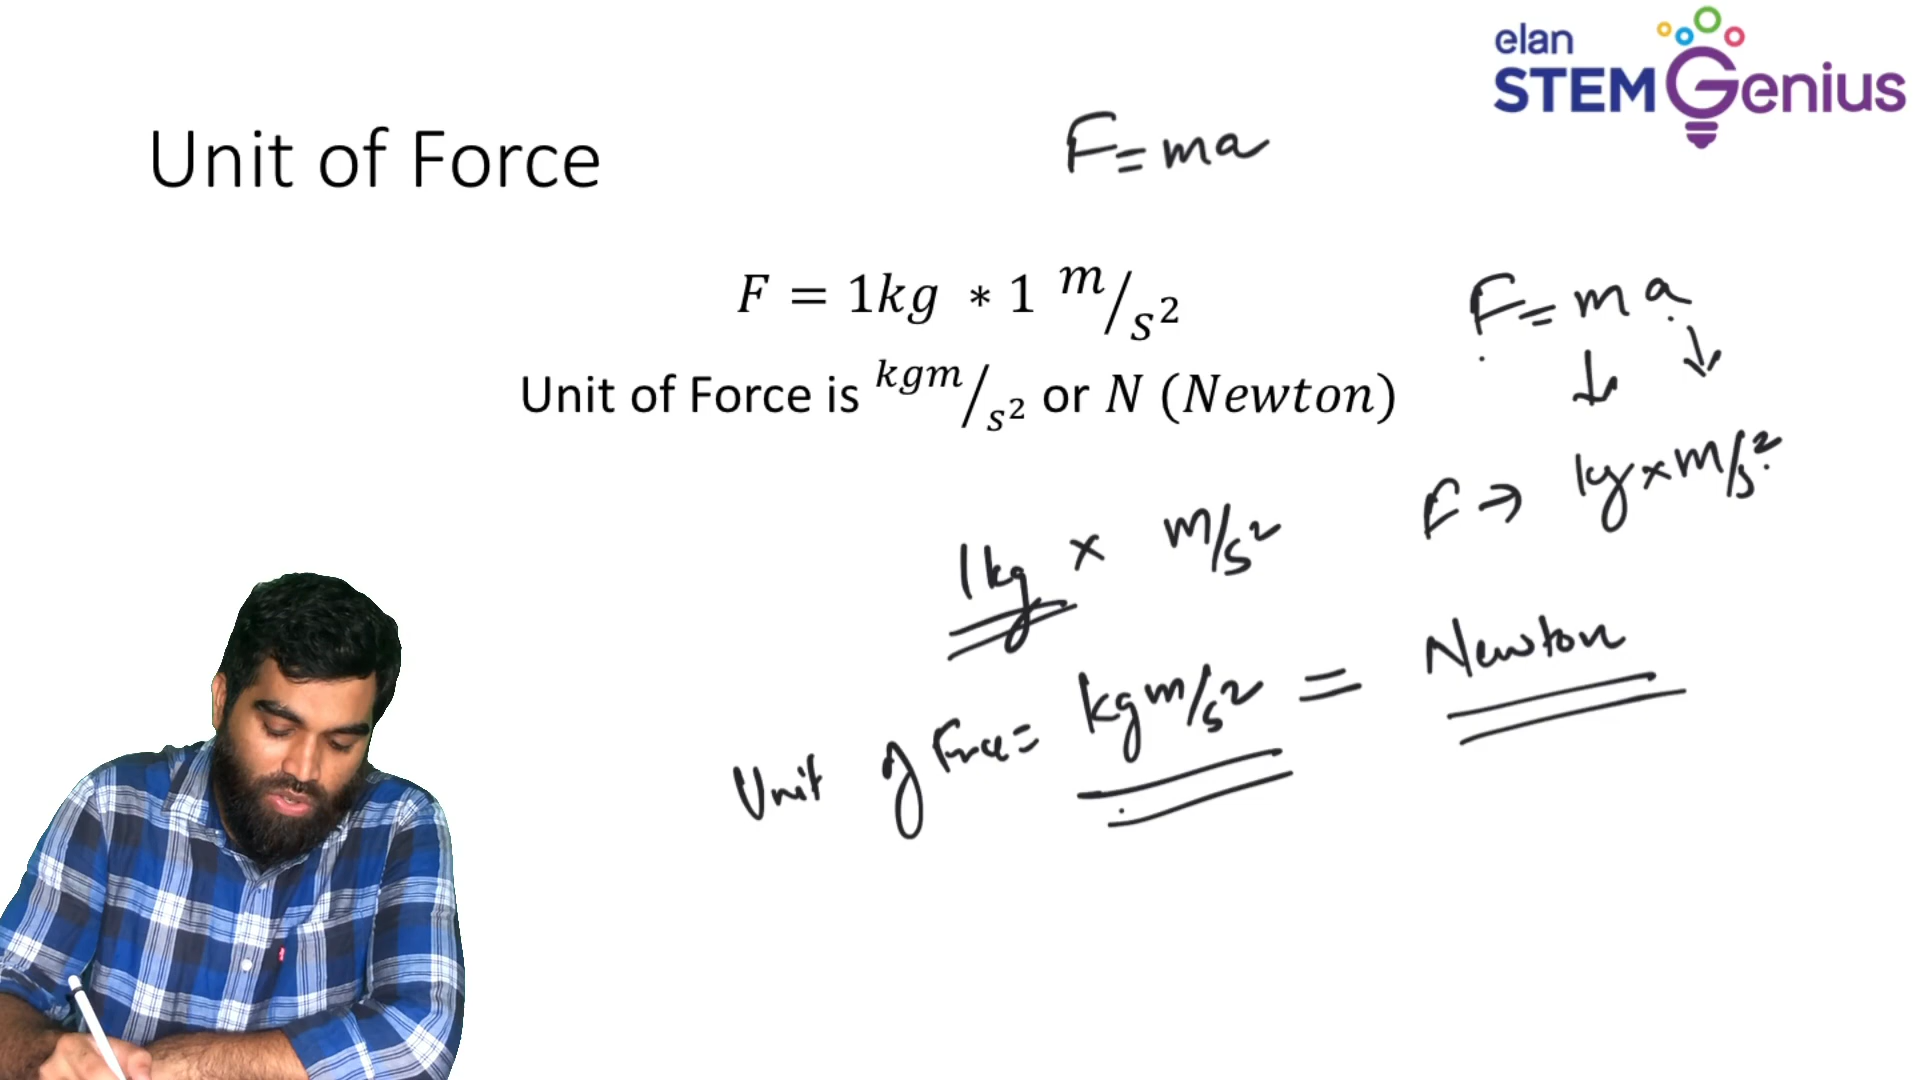 elan
STEMGenius
Unit of Force
F = ma
F = 1kg * 1 m/s²
F = ma
Unit of Force is kgm/s² or N (Newton)
F → kg × m/s²
1kg × m/s²
Newton
Unit of Force = kgm/s² =